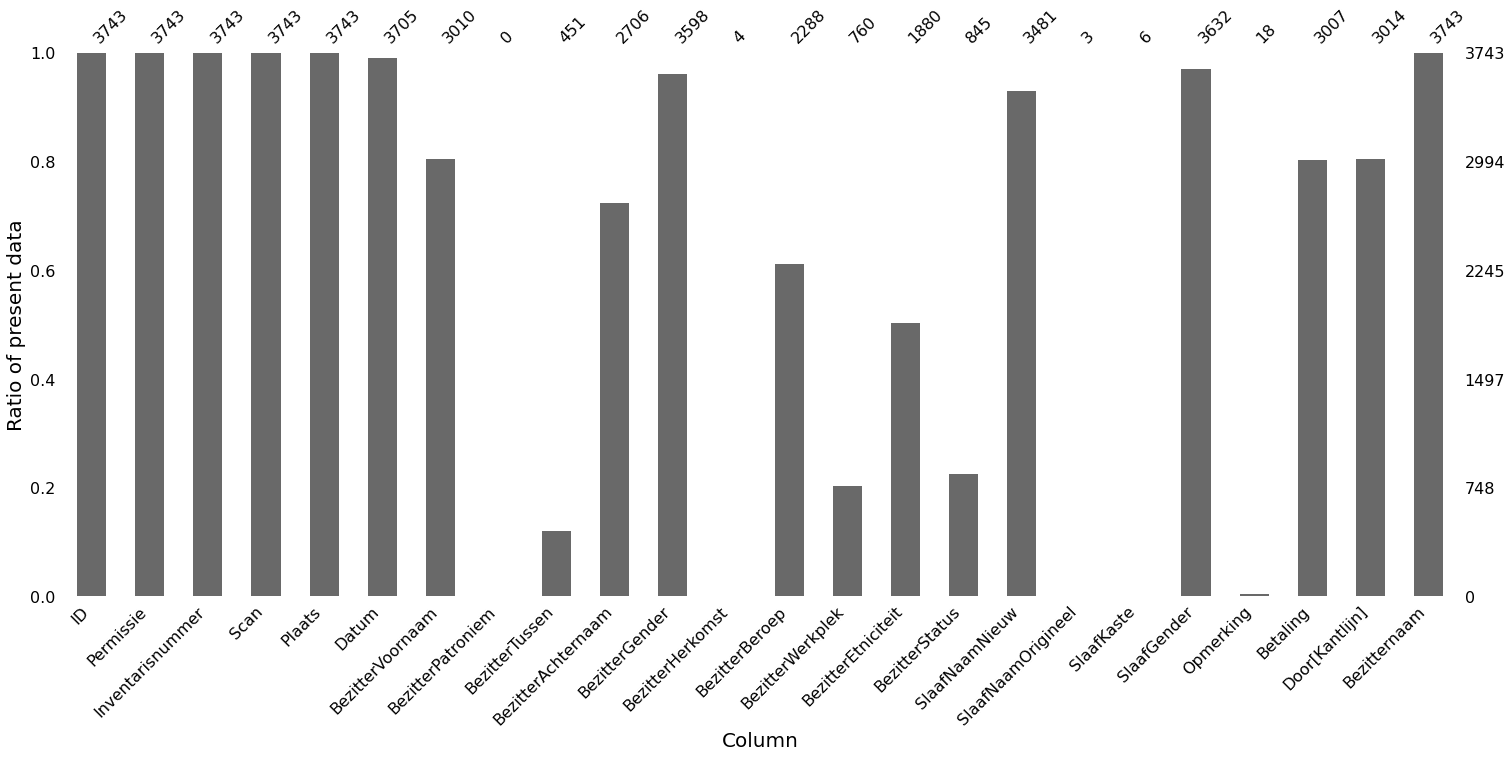 3743 3743 3743 3743 3743 3705 3010 0 451 2706 3598 4 2288 760 1880 845 3481 3 6 3632 18 3007 3014 3743
1.0 3743
0.8 2994
0.6 2245
0.4 1497
0.2 748
0.0 0
Ratio of present data
ID Permissie Inventarisnummer Scan Plaats Datum BezitterVoornaam BezitterPatroniem BezitterTussen BezitterAchternaam BezitterGender BezitterHerkomst BezitterBeroep BezitterWerkplek BezitterEtniciteit BezitterStatus SlaafNaamNieuw SlaafNaamOrigineel SlaafKaste SlaafGender Opmerking Betaling Door[Kantlijn] Bezitternaam
Column